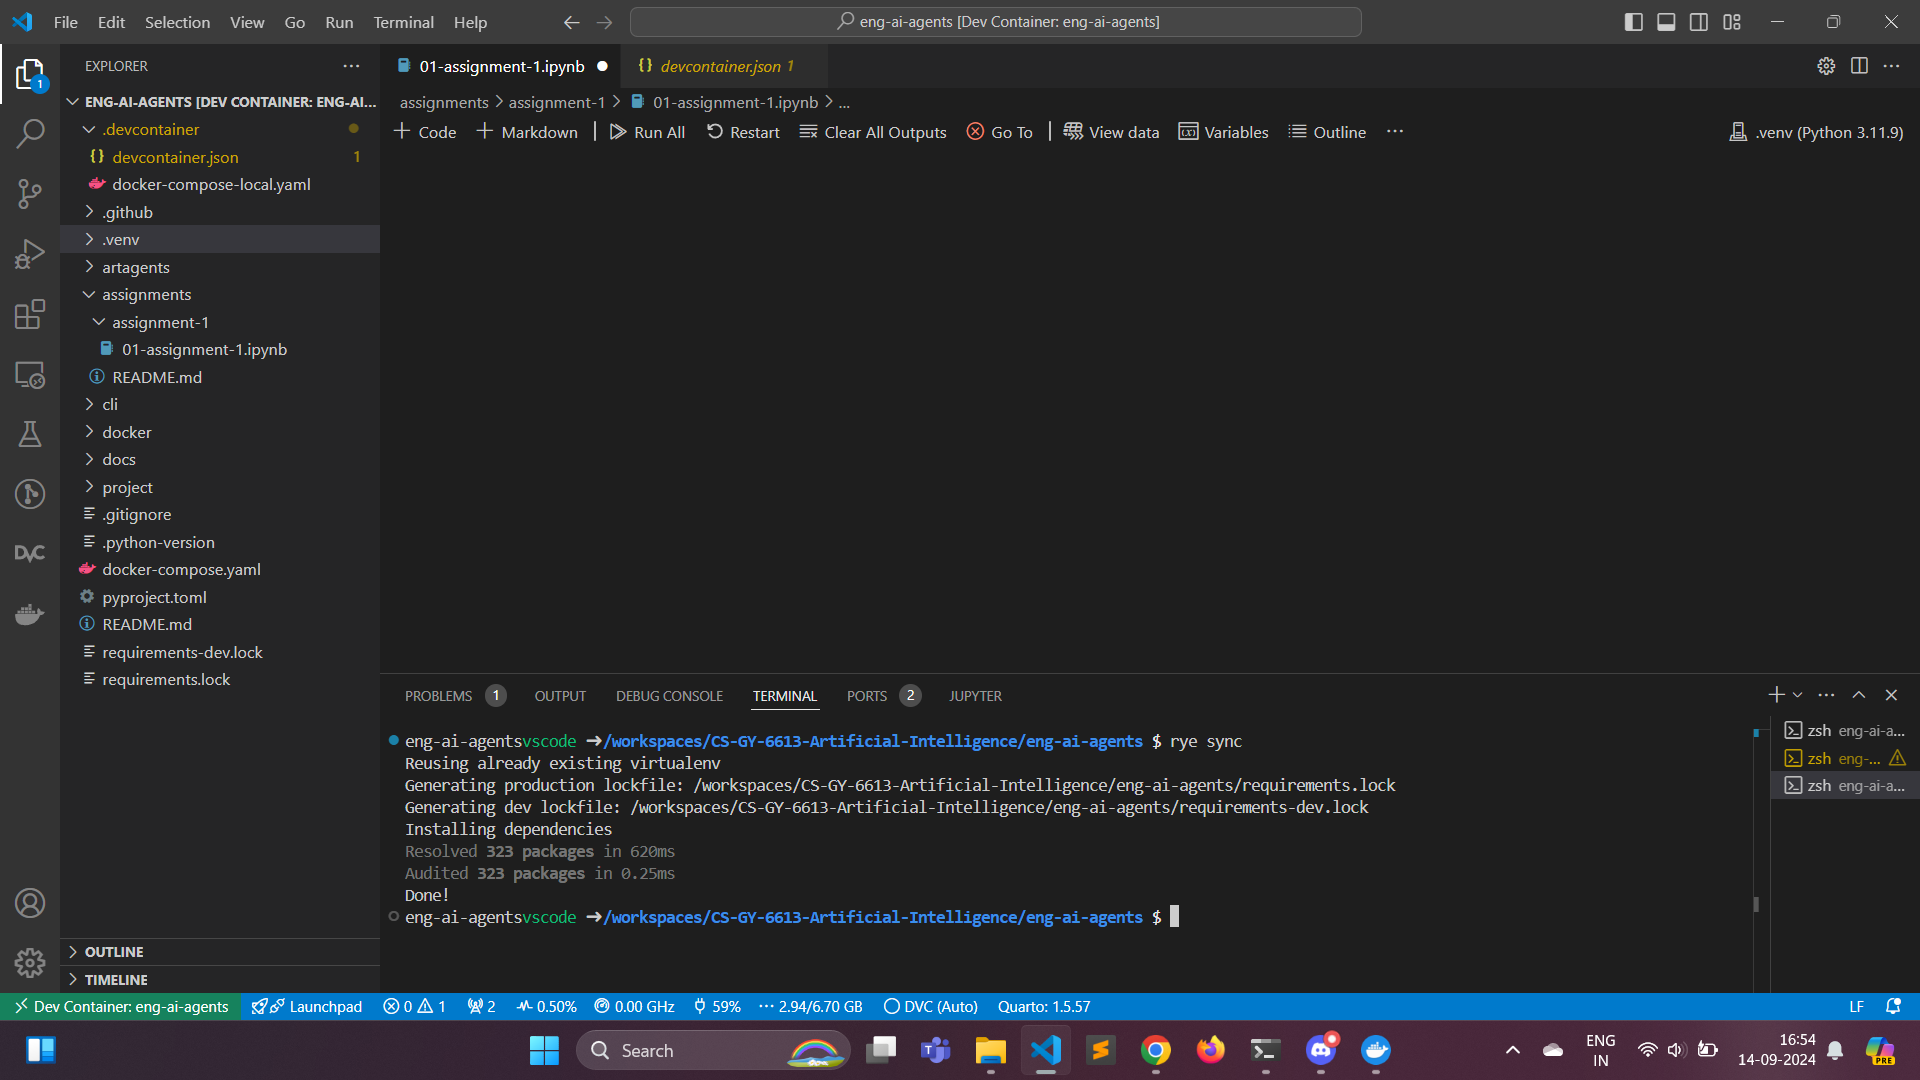 File Edit Selection View Go Run Terminal Help
eng-ai-agents [Dev Container: eng-ai-agents]
EXPLORER
ENG-AI-AGENTS [DEV CONTAINER: ENG-AI...
.devcontainer
devcontainer.json 1
docker-compose-local.yaml
.github
.venv
artagents
assignments
assignment-1
01-assignment-1.ipynb
README.md
cli
docker
docs
project
.gitignore
.python-version
docker-compose.yaml
pyproject.toml
README.md
requirements-dev.lock
requirements.lock
OUTLINE
TIMELINE
1
DVC
01-assignment-1.ipynb
devcontainer.json 1
assignments > assignment-1 > 01-assignment-1.ipynb > ...
Code Markdown Run All Restart Clear All Outputs Go To View data Variables Outline
.venv (Python 3.11.9)
PROBLEMS 1 OUTPUT DEBUG CONSOLE TERMINAL PORTS 2 JUPYTER
eng-ai-agentsvscode ➜/workspaces/CS-GY-6613-Artificial-Intelligence/eng-ai-agents $ rye sync
Reusing already existing virtualenv
Generating production lockfile: /workspaces/CS-GY-6613-Artificial-Intelligence/eng-ai-agents/requirements.lock
Generating dev lockfile: /workspaces/CS-GY-6613-Artificial-Intelligence/eng-ai-agents/requirements-dev.lock
Installing dependencies
Resolved 323 packages in 620ms
Audited 323 packages in 0.25ms
Done!
eng-ai-agentsvscode ➜/workspaces/CS-GY-6613-Artificial-Intelligence/eng-ai-agents $
zsh eng-ai-a...
zsh eng-...
zsh eng-ai-a...
Dev Container: eng-ai-agents Launchpad 0 1 2 0.50% 0.00 GHz 59% 2.94/6.70 GB DVC (Auto) Quarto: 1.5.57 LF
Search
ENG
IN
16:54
14-09-2024
PRE